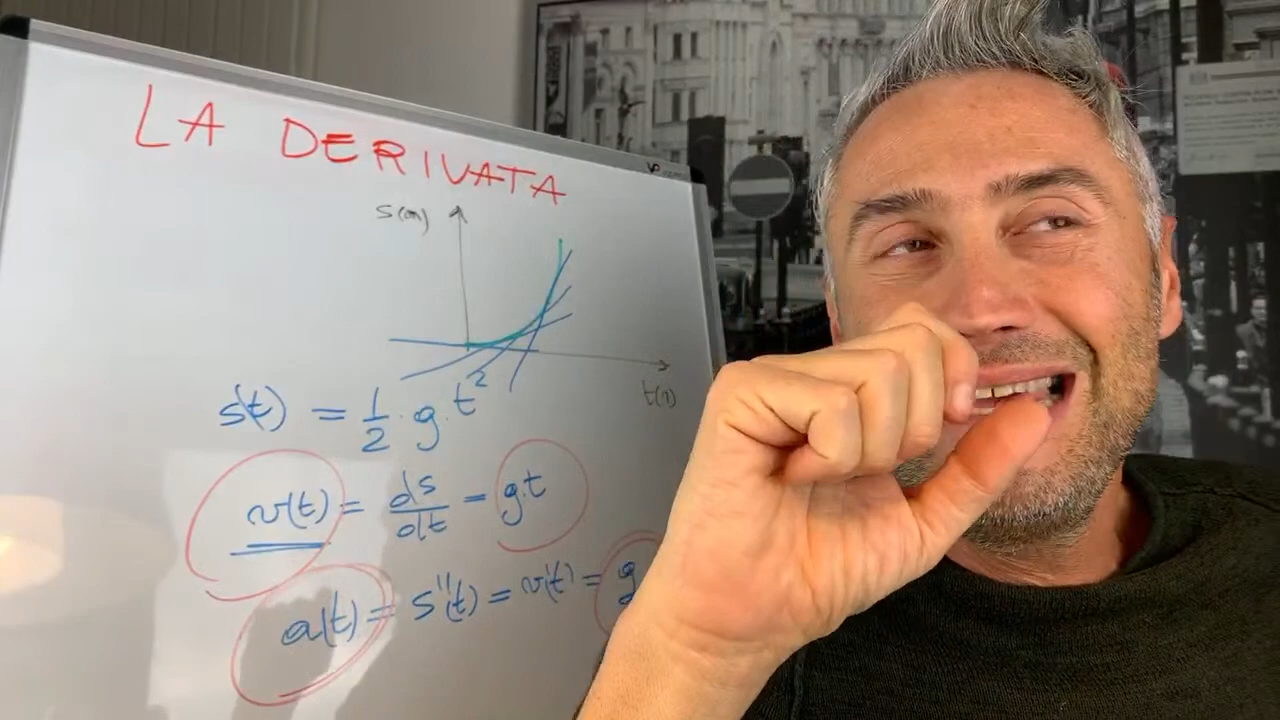 LA DERIVATA
s(m)
t(s)
s(t) = 1/2 · g · t²
v(t) = ds/dt = g·t
a(t) = s''(t) = v'(t) = g